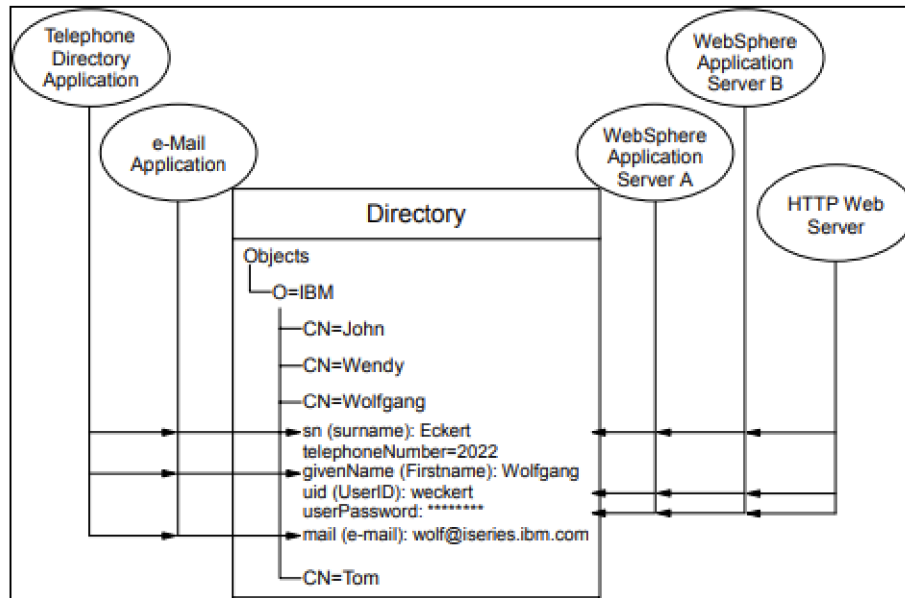 Telephone
Directory
Application
e-Mail
Application
WebSphere
Application
Server B
WebSphere
Application
Server A
HTTP Web
Server
Directory
Objects
O=IBM
CN=John
CN=Wendy
CN=Wolfgang
sn (surname): Eckert
telephoneNumber=2022
givenName (Firstname): Wolfgang
uid (UserID): weckert
userPassword: ********
mail (e-mail): wolf@iseries.ibm.com
CN=Tom